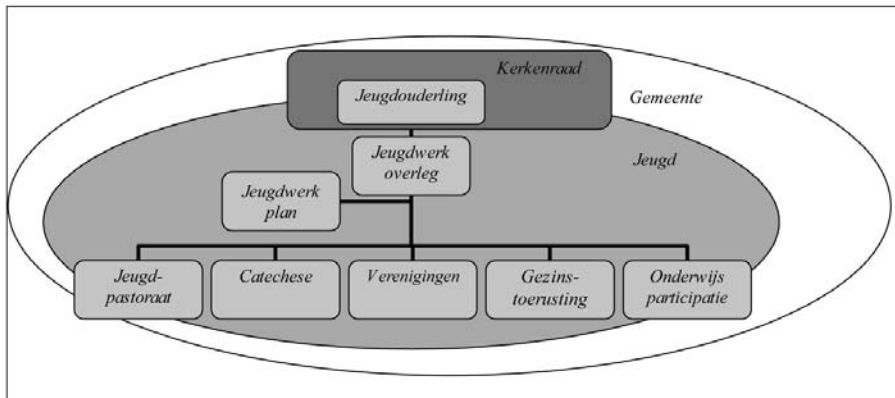 Kerkenraad
Jeugdouderling
Gemeente
Jeugdwerk
overleg
Jeugd
Jeugdwerk
plan
Jeugd-
pastoraat
Catechese
Verenigingen
Gezins-
toerusting
Onderwijs
participatie